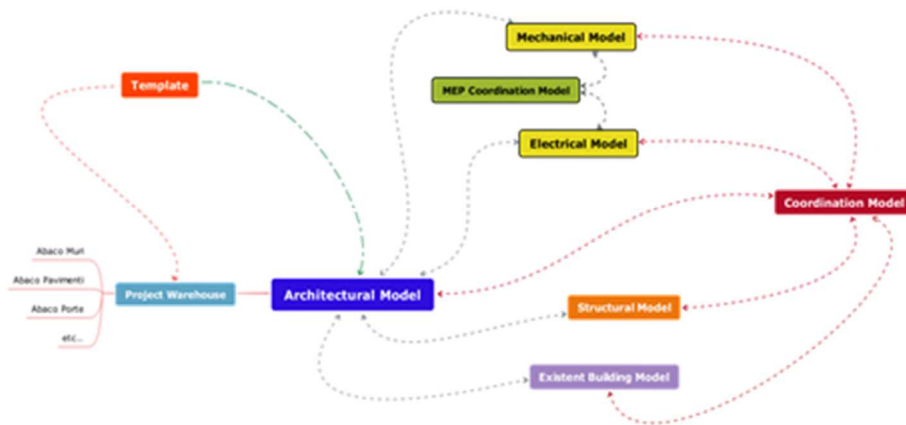 Mechanical Model
Template
MEP Coordination Model
Electrical Model
Coordination Model
Abaco Muri
Abaco Pavimenti
Project Warehouse
Architectural Model
Abaco Porte
Structural Model
etc...
Existent Building Model